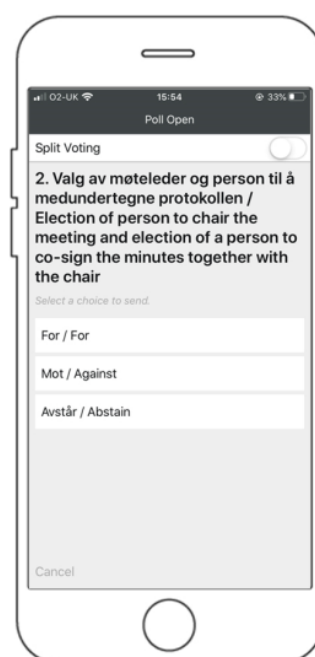 O2-UK 15:54 33%
Poll Open
Split Voting
2. Valg av møteleder og person til å
medundertegne protokollen /
Election of person to chair the
meeting and election of a person to
co-sign the minutes together with
the chair
Select a choice to send.
For / For
Mot / Against
Avstår / Abstain
Cancel